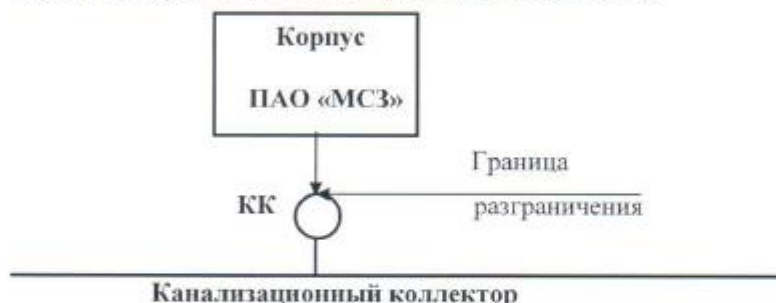 Корпус
ПАО «МСЗ»
Граница
КК
разграничения
Канализационный коллектор